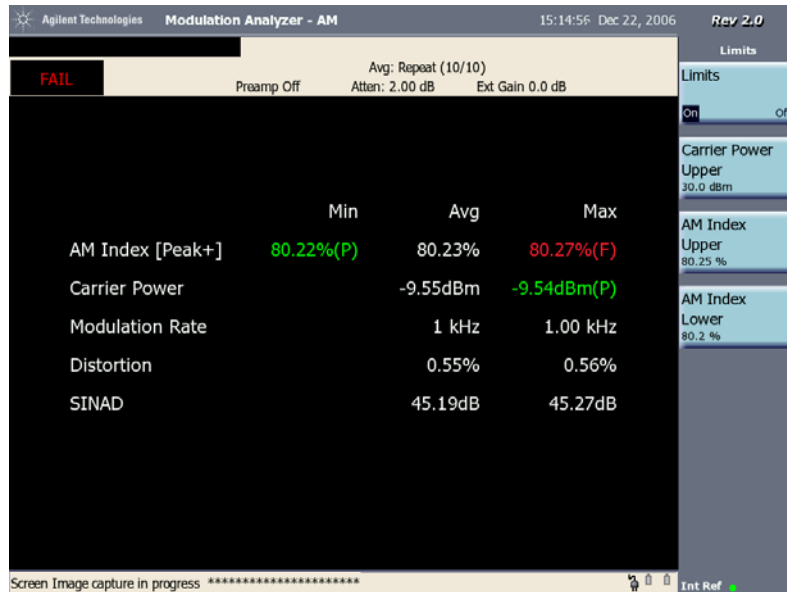 Agilent Technologies Modulation Analyzer - AM 15:14:56 Dec 22, 2006 Rev 2.0
Limits
FAIL
Avg: Repeat (10/10)
Preamp Off Atten: 2.00 dB Ext Gain 0.0 dB
Limits
On Of
Carrier Power
Upper
30.0 dBm
AM Index
Upper
80.25 %
AM Index
Lower
80.2 %
Min Avg Max
AM Index [Peak+] 80.22%(P) 80.23% 80.27%(F)
Carrier Power -9.55dBm -9.54dBm(P)
Modulation Rate 1 kHz 1.00 kHz
Distortion 0.55% 0.56%
SINAD 45.19dB 45.27dB
Screen Image capture in progress **********************
Int Ref